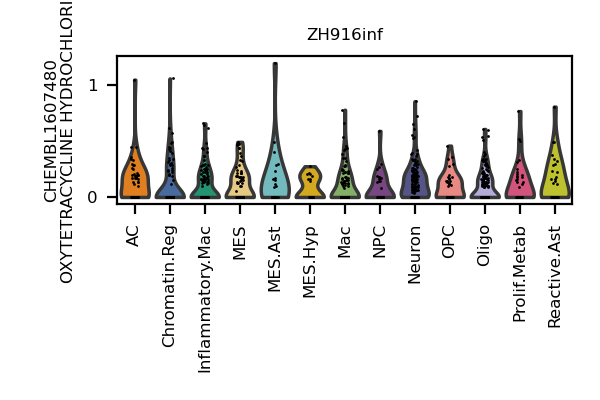 ZH916inf
CHEMBL1607480
OXYTETRACYCLINE HYDROCHLORI
1
0
AC
Chromatin.Reg
Inflammatory.Mac
MES
MES.Ast
MES.Hyp
Mac
NPC
Neuron
OPC
Oligo
Prolif.Metab
Reactive.Ast